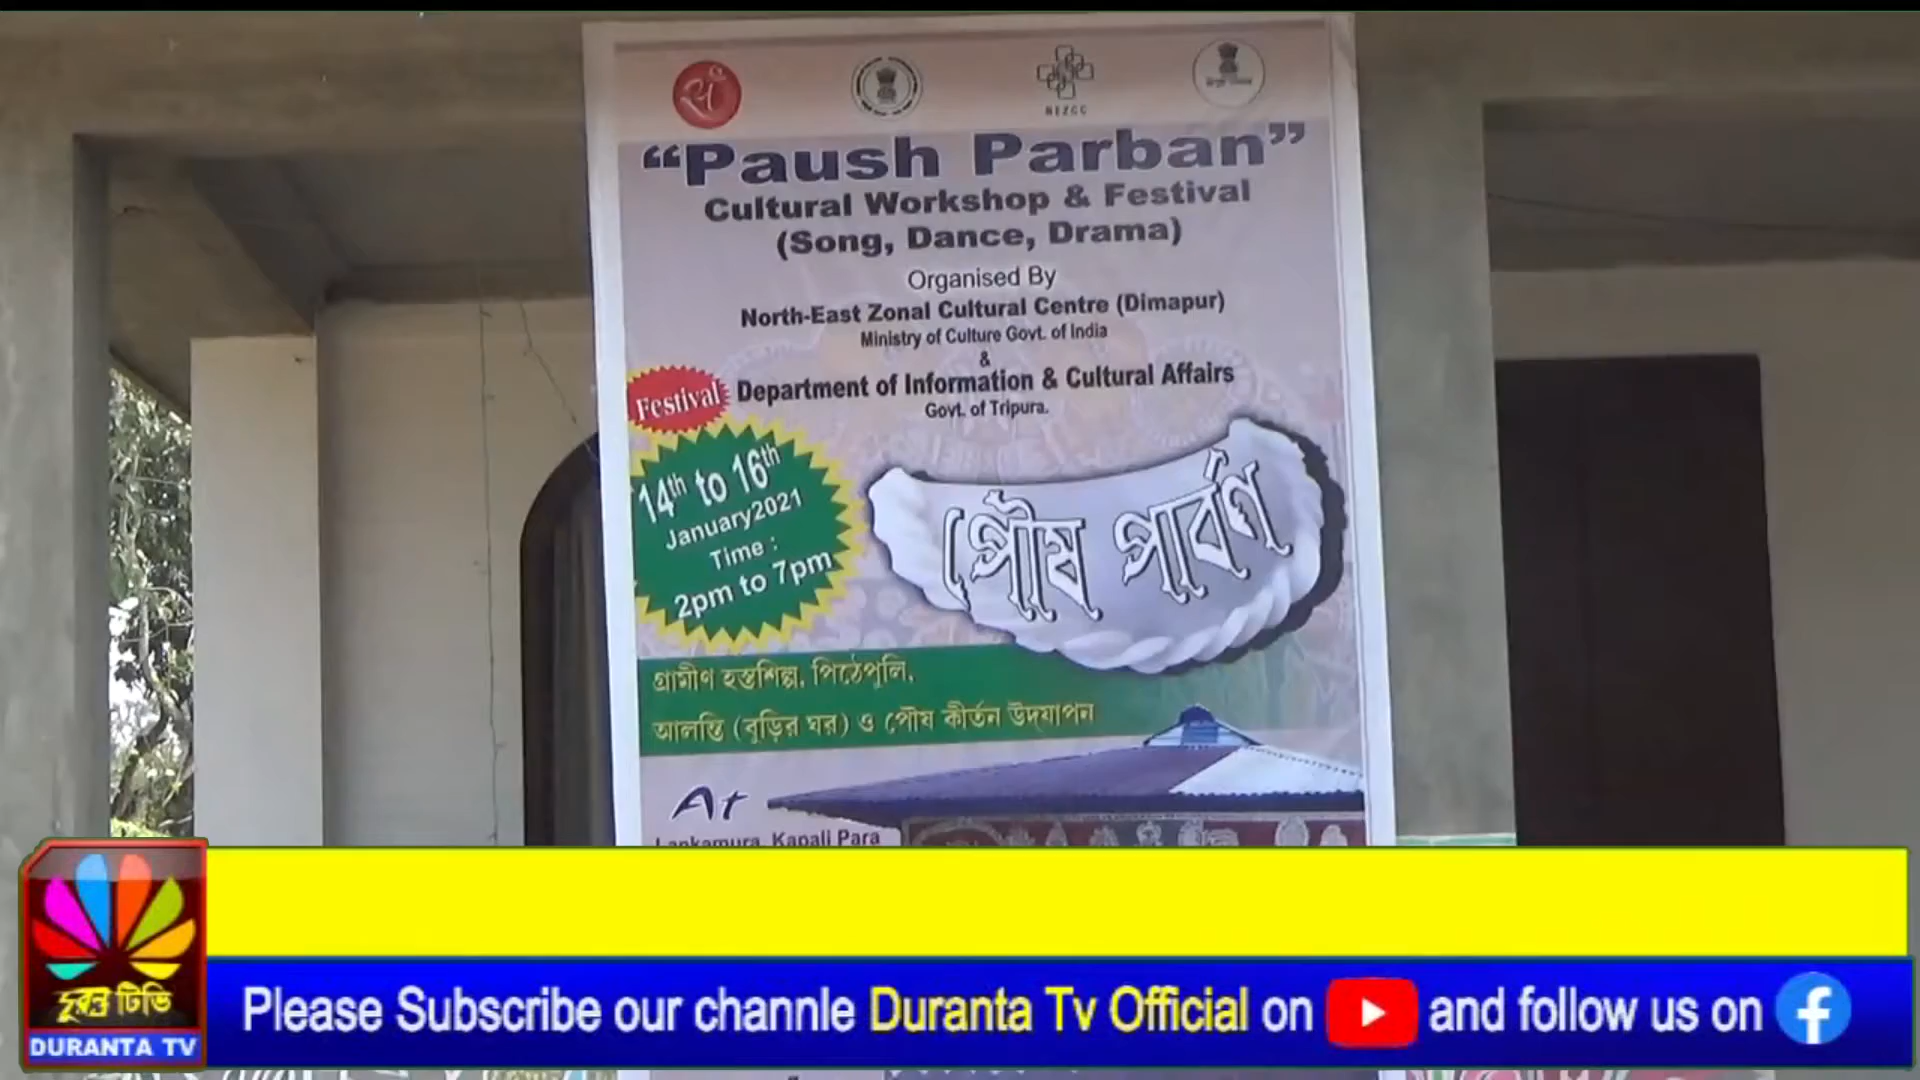 NEZCC
“Paush Parban”
Cultural Workshop & Festival
(Song, Dance, Drama)
Organised By
North-East Zonal Cultural Centre (Dimapur)
Ministry of Culture Govt. of India
&
Festival
Department of Information & Cultural Affairs
Govt. of Tripura.
14th to 16th
January2021
Time :
2pm to 7pm
পৌষ পার্বণ
গ্রামীণ হস্তশিল্প, পিঠেপুলি,
আলন্তি (বুড়ির ঘর) ও পৌষ কীর্তন উদযাপন
At
Lankamura, Kapali Para
দূরন্ত টিভি
DURANTA TV
Please Subscribe our channle Duranta Tv Official on and follow us on